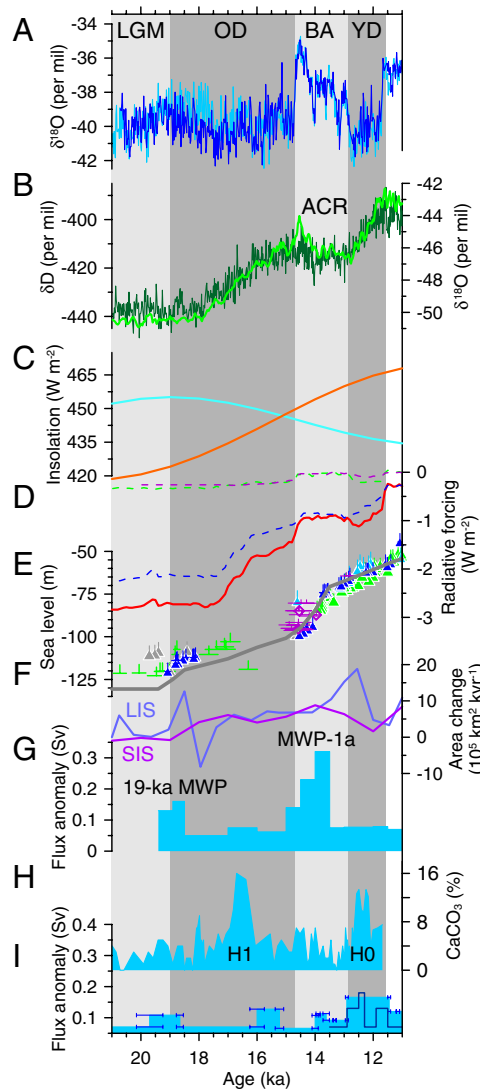 A
LGM
OD
BA
YD
-34
-36
-38
-40
-42
δ18O (per mil)
B
ACR
-400
-420
-440
δD (per mil)
-42
-44
-46
-48
-50
δ18O (per mil)
C
465
450
435
420
Insolation (W m-2)
D
0
-1
-2
-3
Radiative forcing (W m-2)
E
-50
-75
-100
-125
Sea level (m)
F
LIS
SIS
20
10
0
-10
Area change (10^5 km2 kyr-1)
G
MWP-1a
19-ka MWP
0.3
0.2
0.1
0
Flux anomaly (Sv)
H
H1
H0
16
12
8
4
0
CaCO3 (%)
I
0.4
0.3
0.2
0.1
Flux anomaly (Sv)
20
18
16
14
12
Age (ka)